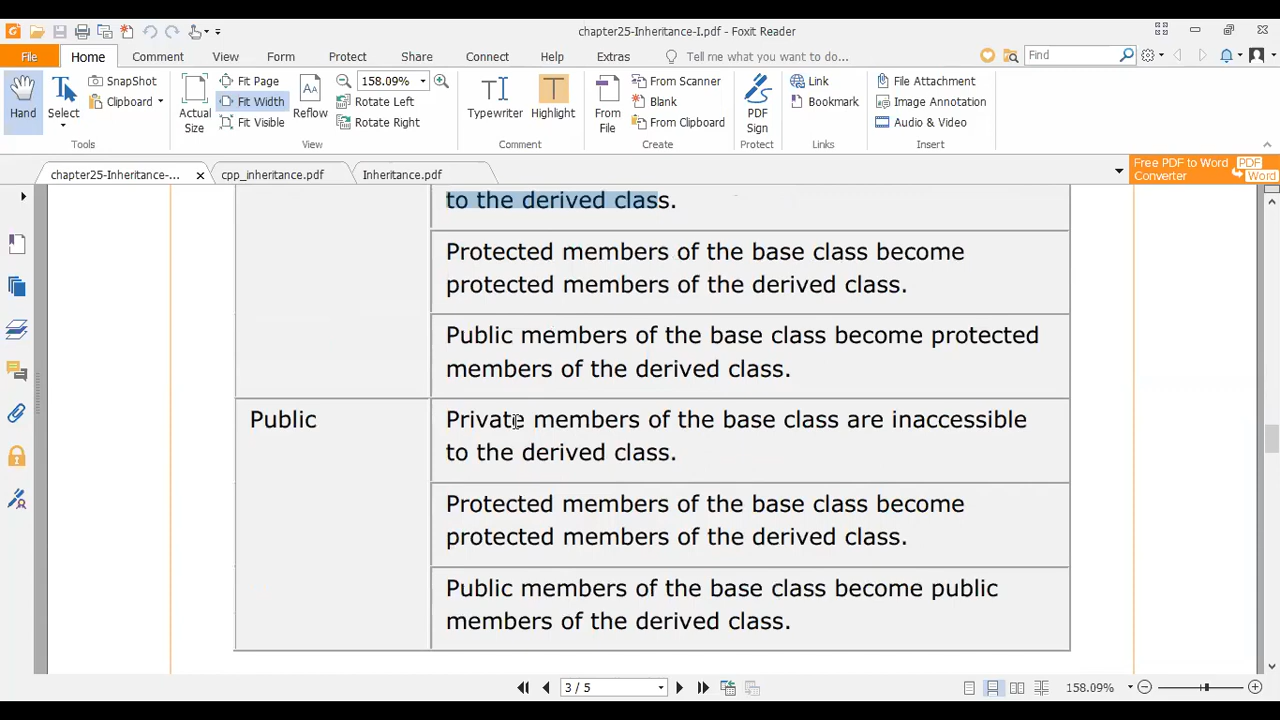 chapter25-Inheritance-I.pdf - Foxit Reader
File
Home
Comment
View
Form
Protect
Share
Connect
Help
Extras
Tell me what you want to do...
Find
Hand
Select
SnapShot
Clipboard
Tools
Actual
Size
Fit Page
Fit Width
Fit Visible
Reflow
158.09%
Rotate Left
Rotate Right
View
Typewriter
Highlight
Comment
From
File
From Scanner
Blank
From Clipboard
Create
PDF
Sign
Protect
Link
Bookmark
Links
File Attachment
Image Annotation
Audio & Video
Insert
chapter25-Inheritance-...
cpp_inheritance.pdf
Inheritance.pdf
Free PDF to Word
Converter
PDF
Word
to the derived class.
Protected members of the base class become
protected members of the derived class.
Public members of the base class become protected
members of the derived class.
Public
Private members of the base class are inaccessible
to the derived class.
Protected members of the base class become
protected members of the derived class.
Public members of the base class become public
members of the derived class.
3 / 5
158.09%